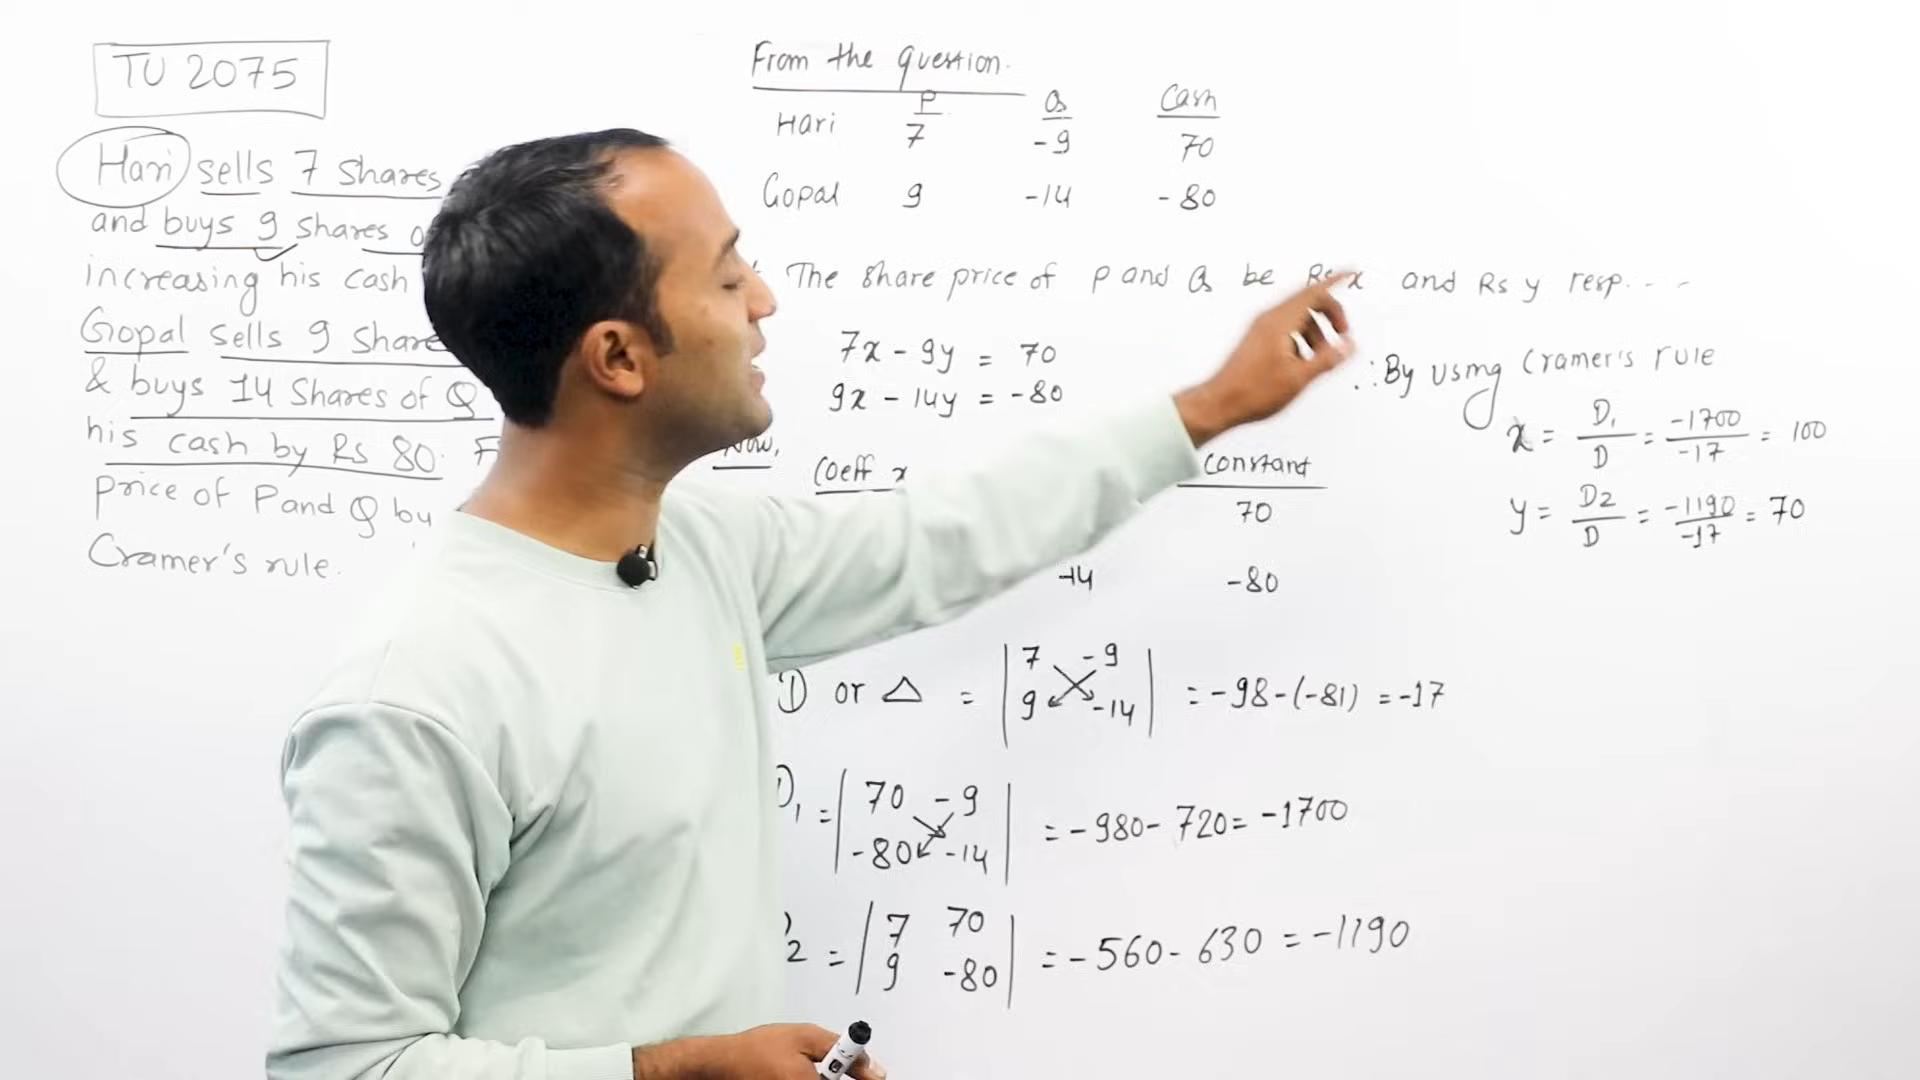 TU 2075
Hari sells 7 shares
and buys 9 shares
increasing his cash
Gopal sells 9 Share
& buys 14 Shares of Q
his cash by Rs 80.
price of P and Q by
Cramer's rule.
From the question.
P Q Cash
Hari 7 -9 70
Gopal 9 -14 -80
The share price of P and Q be Rs x and Rs y resp...
7x - 9y = 70
9x - 14y = -80
Now,
Coeff x constant
70
-14 -80
D or △ = | 7 -9 | = -98-(-81) = -17
| 9 -14 |
D₁ = | 70 -9 | = -980 - 720 = -1700
| -80 -14 |
2 = | 7 70 | = -560 - 630 = -1190
| 9 -80 |
∴ By using Cramer's rule
x = D₁/D = -1700/-17 = 100
y = D2/D = -1190/-17 = 70